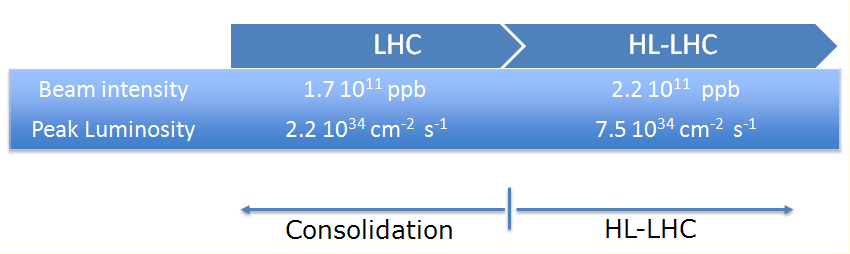 LHC HL-LHC
Beam intensity 1.7 10¹¹ ppb 2.2 10¹¹ ppb
Peak Luminosity 2.2 10³⁴ cm⁻² s⁻¹ 7.5 10³⁴ cm⁻² s⁻¹
Consolidation HL-LHC